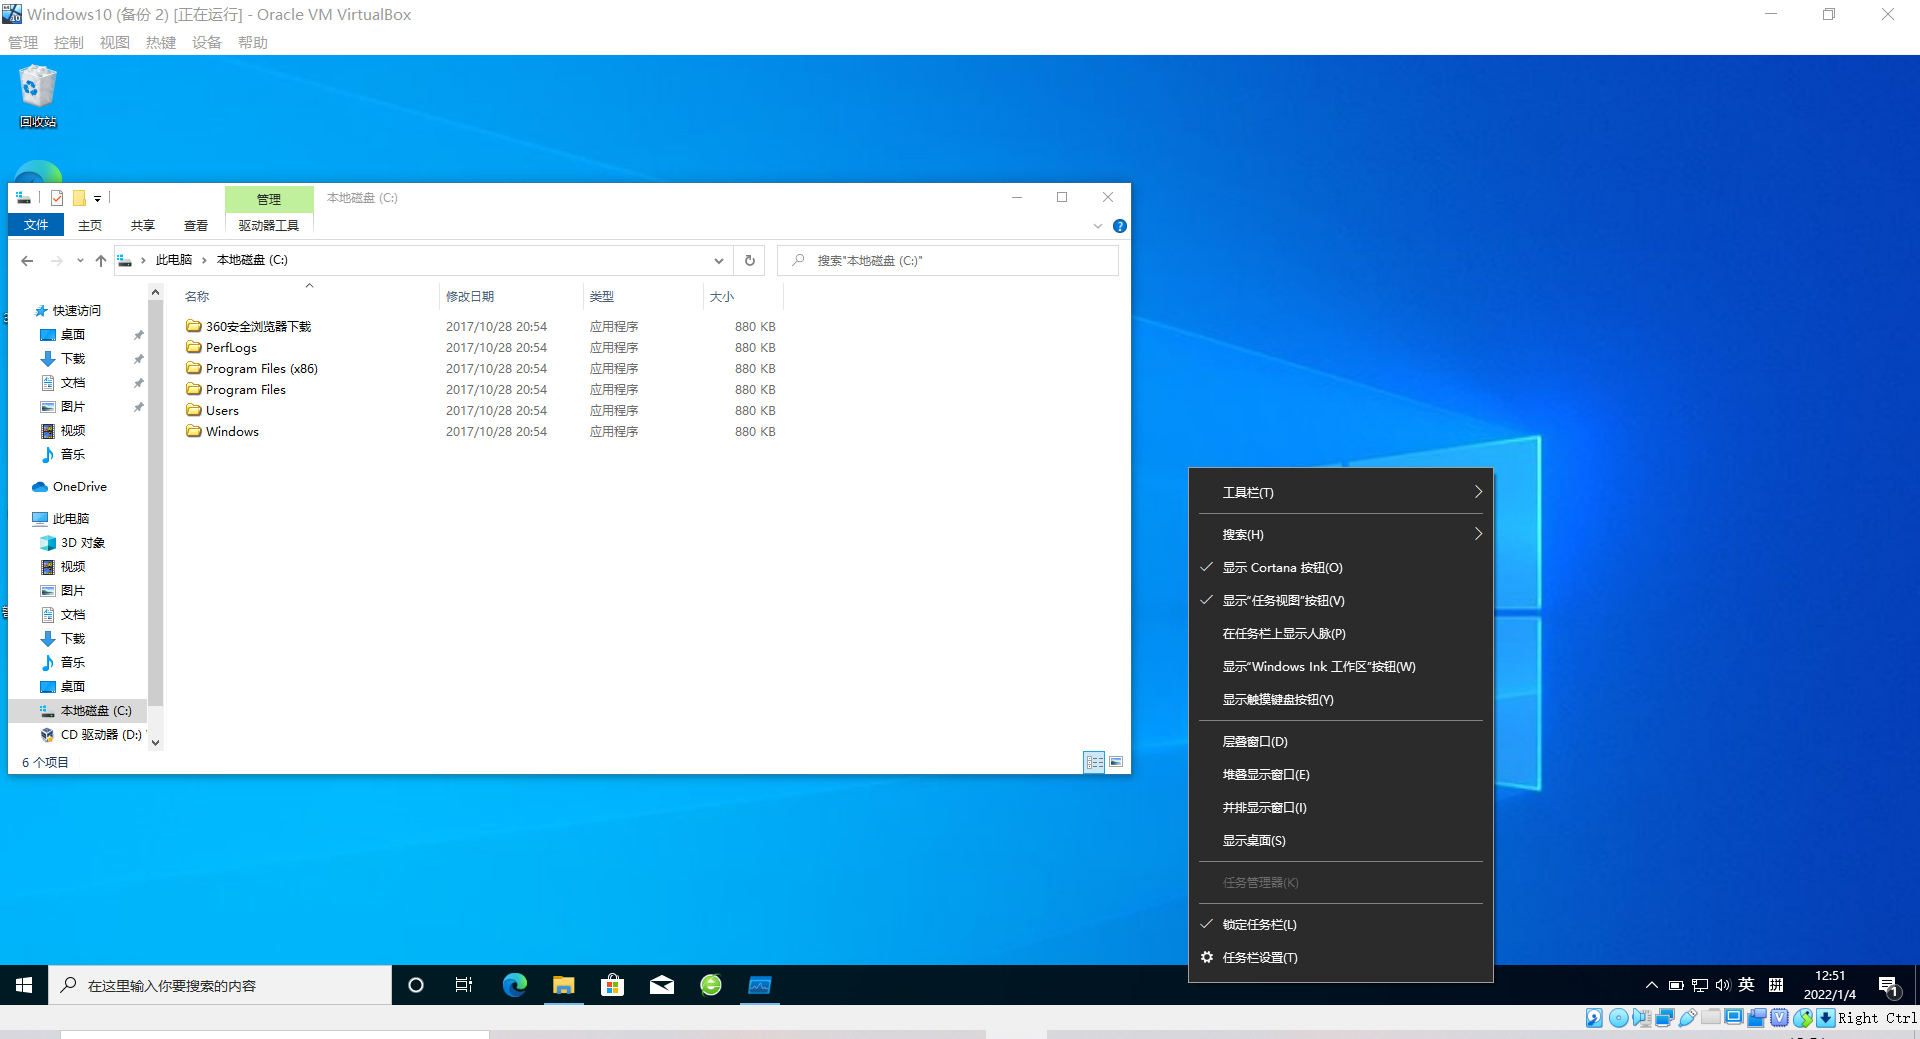 Windows10 (备份 2) [正在运行] - Oracle VM VirtualBox
管理 控制 视图 热键 设备 帮助
回收站
管理 本地磁盘 (C:)
文件 主页 共享 查看 驱动器工具
此电脑 本地磁盘 (C:)
搜索"本地磁盘 (C:)"
名称 修改日期 类型 大小
360安全浏览器下载 2017/10/28 20:54 应用程序 880 KB
PerfLogs 2017/10/28 20:54 应用程序 880 KB
Program Files (x86) 2017/10/28 20:54 应用程序 880 KB
Program Files 2017/10/28 20:54 应用程序 880 KB
Users 2017/10/28 20:54 应用程序 880 KB
Windows 2017/10/28 20:54 应用程序 880 KB
快速访问
桌面
下载
文档
图片
视频
音乐
OneDrive
此电脑
3D 对象
视频
图片
文档
下载
音乐
桌面
本地磁盘 (C:)
CD 驱动器 (D:)
6 个项目
工具栏(T)
搜索(H)
显示 Cortana 按钮(O)
显示"任务视图"按钮(V)
在任务栏上显示人脉(P)
显示"Windows Ink 工作区"按钮(W)
显示触摸键盘按钮(Y)
层叠窗口(D)
堆叠显示窗口(E)
并排显示窗口(I)
显示桌面(S)
任务管理器(K)
锁定任务栏(L)
任务栏设置(T)
在这里输入你要搜索的内容
英 拼
12:51
2022/1/4
1
Right Ctrl